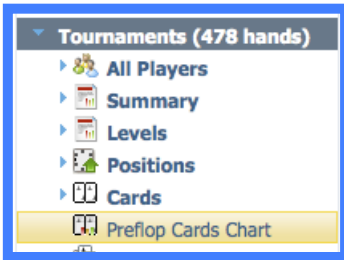 Tournaments (478 hands)
All Players
Summary
Levels
Positions
Cards
Preflop Cards Chart